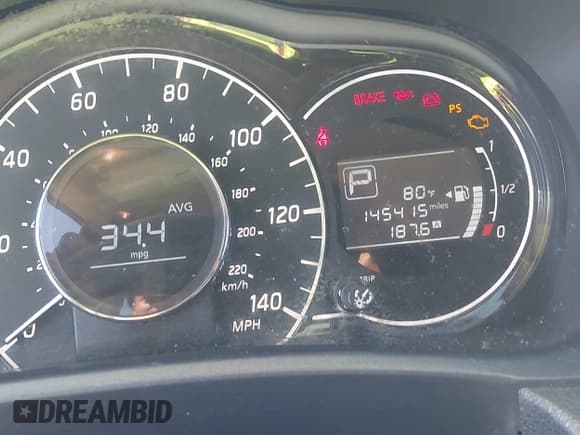 40 60 80 100 120 140
MPH
100 120 140 160 180 200 220
km/h
AVG
34.4
mpg
BRAKE
PS
P
80°F
145415 miles
187.6 A
1
1/2
0
TRIP
0
DREAMBID